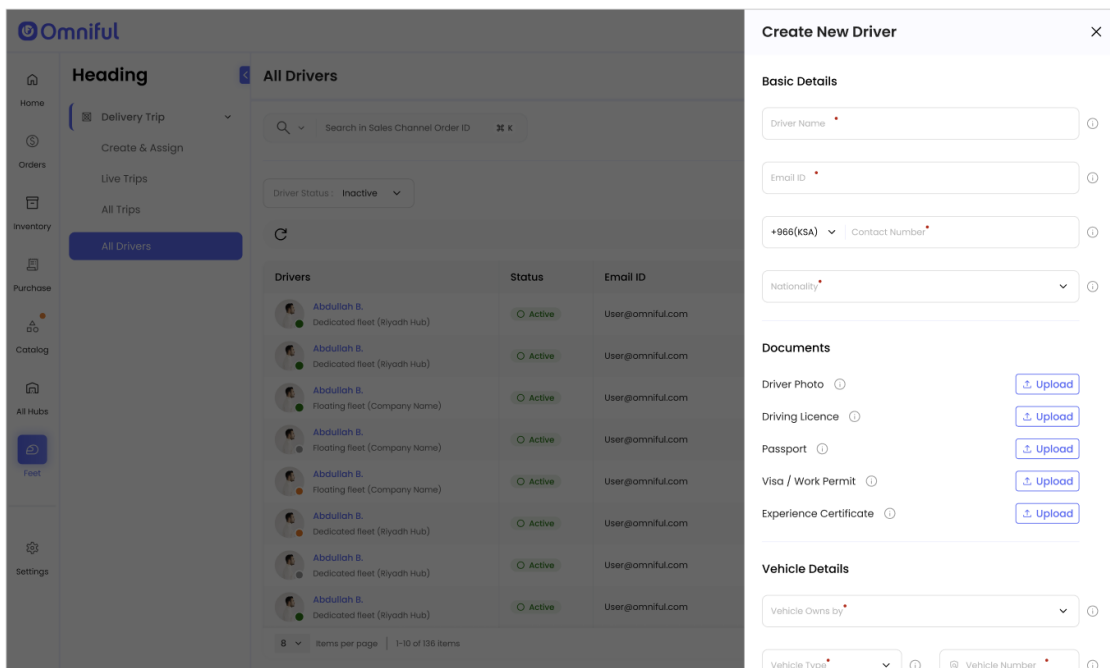 Omniful
Create New Driver
Home
Orders
Inventory
Purchase
Catalog
All Hubs
Feet
Settings
Heading
Delivery Trip
Create & Assign
Live Trips
All Trips
All Drivers
All Drivers
Search in Sales Channel Order ID ⌘ K
Driver Status : Inactive
Drivers Status Email ID
Abdullah B.
Dedicated fleet (Riyadh Hub)
Active
User@omniful.com
Abdullah B.
Dedicated fleet (Riyadh Hub)
Active
User@omniful.com
Abdullah B.
Floating fleet (Company Name)
Active
User@omniful.com
Abdullah B.
Floating fleet (Company Name)
Active
User@omniful.com
Abdullah B.
Floating fleet (Company Name)
Active
User@omniful.com
Abdullah B.
Dedicated fleet (Riyadh Hub)
Active
User@omniful.com
Abdullah B.
Dedicated fleet (Riyadh Hub)
Active
User@omniful.com
Abdullah B.
Dedicated fleet (Riyadh Hub)
Active
User@omniful.com
8 Items per page 1-10 of 136 items
Basic Details
Driver Name *
Email ID *
+966(KSA) Contact Number*
Nationality*
Documents
Driver Photo Upload
Driving Licence Upload
Passport Upload
Visa / Work Permit Upload
Experience Certificate Upload
Vehicle Details
Vehicle Owns by*
Vehicle Type* Vehicle Number *